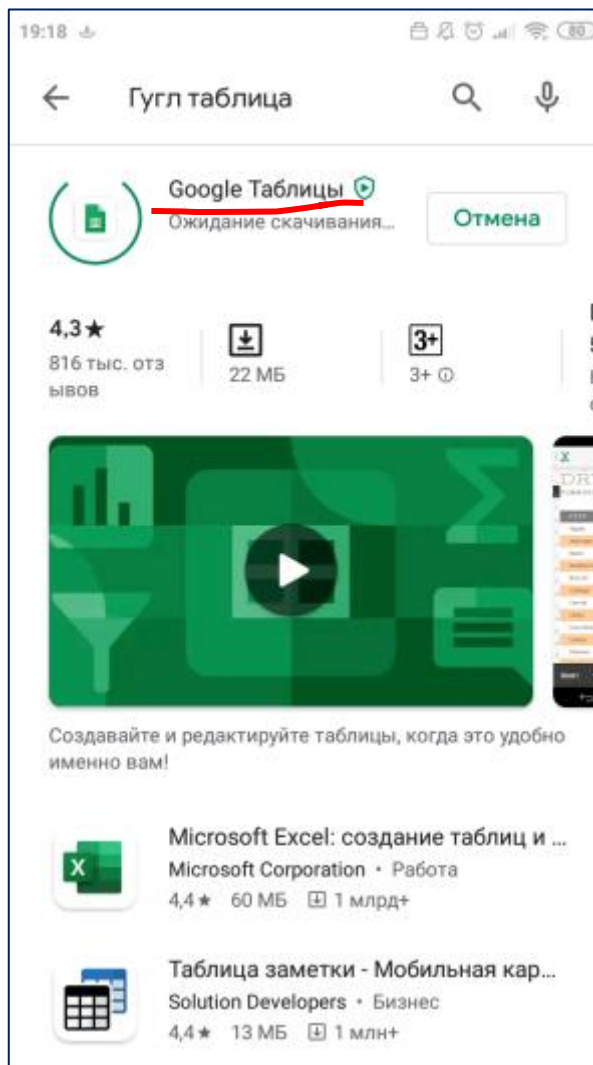 19:18
80
Гугл таблица
Google Таблицы
Ожидание скачивания...
Отмена
4,3★
816 тыс. отз
ывов
22 МБ
3+
3+
Создавайте и редактируйте таблицы, когда это удобно
именно вам!
Microsoft Excel: создание таблиц и ...
Microsoft Corporation • Работа
4,4★ 60 МБ 1 млрд+
Таблица заметки - Мобильная кар...
Solution Developers • Бизнес
4,4★ 13 МБ 1 млн+